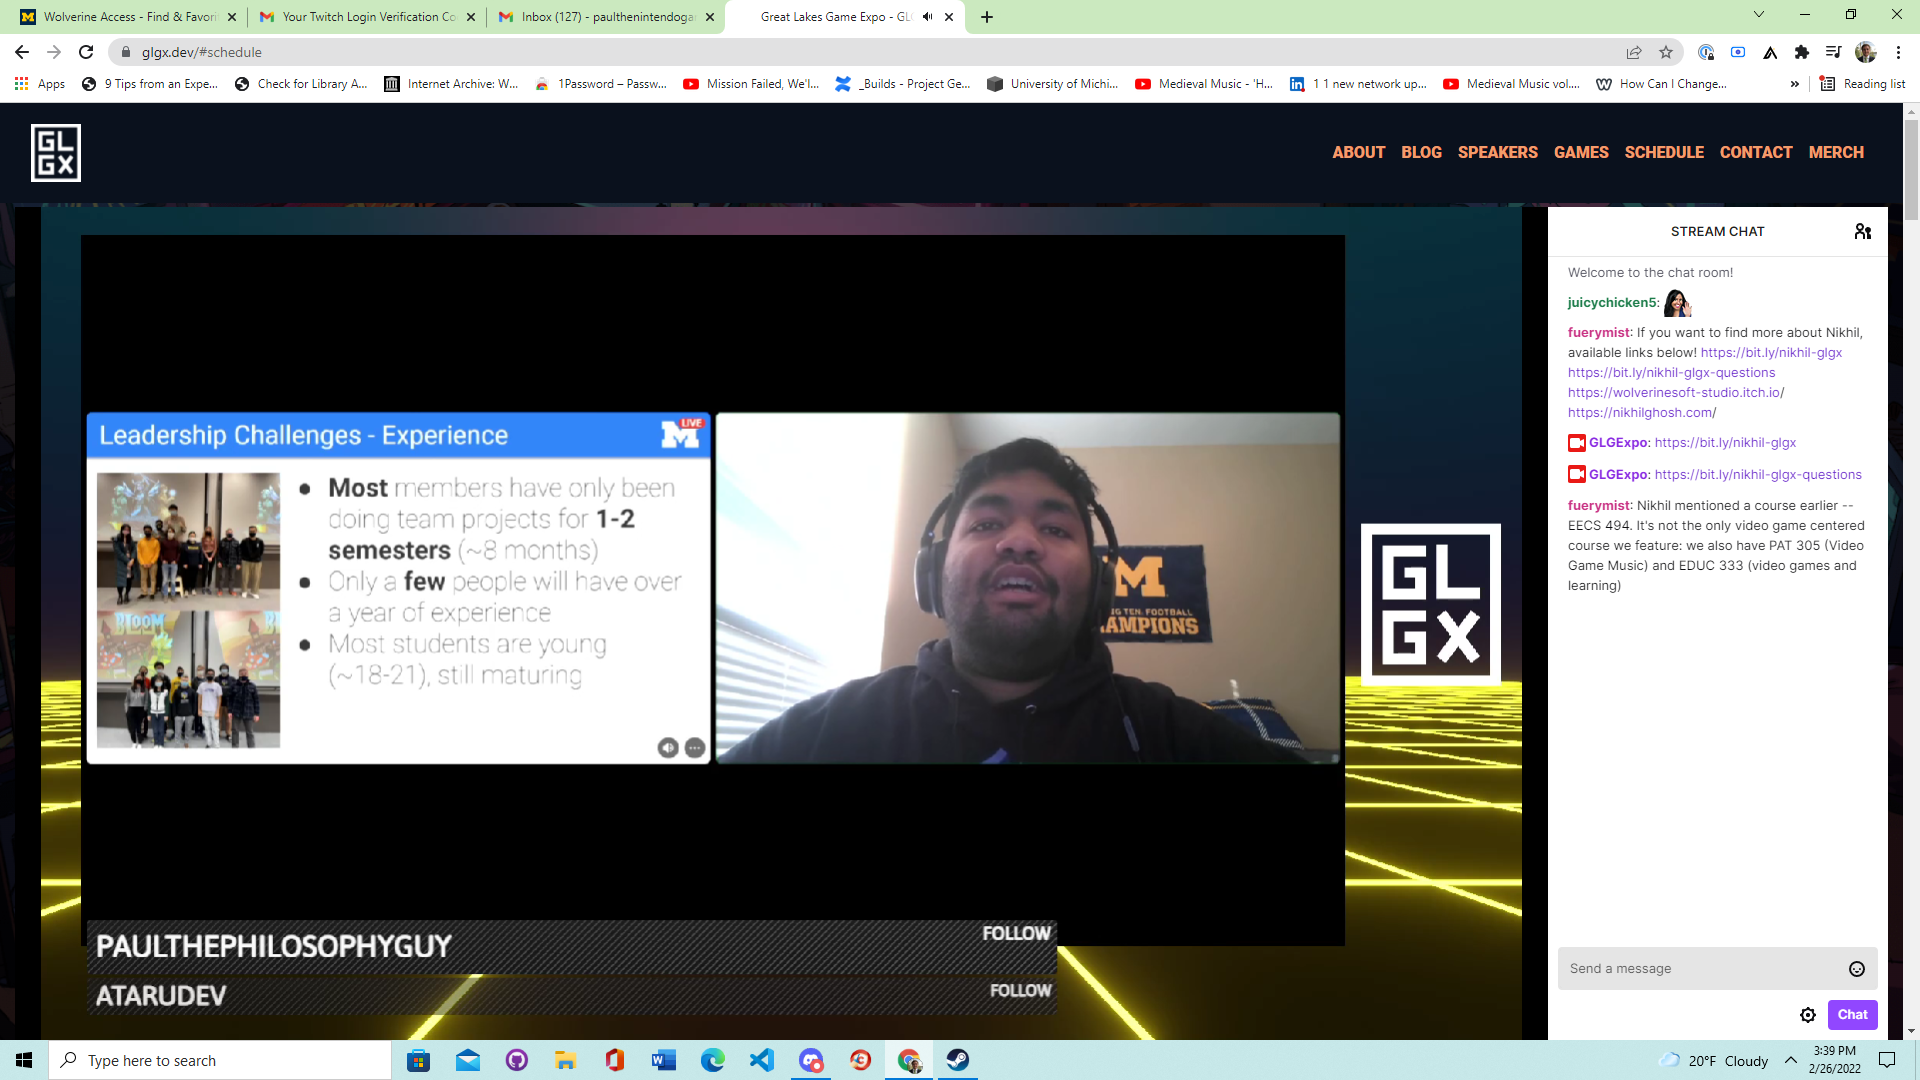 Wolverine Access - Find & Favori
Your Twitch Login Verification Co
Inbox (127) - paulthenintendoga
Great Lakes Game Expo - GLG
glgx.dev/#schedule
Apps
9 Tips from an Expe...
Check for Library A...
Internet Archive: W...
1Password – Passw...
Mission Failed, We'l...
_Builds - Project Ge...
University of Michi...
Medieval Music - 'H...
1 1 new network up...
Medieval Music vol....
How Can I Change...
»
Reading list
GL
GX
ABOUT BLOG SPEAKERS GAMES SCHEDULE CONTACT MERCH
Leadership Challenges - Experience
M LIVE
Most members have only been
doing team projects for 1-2
semesters (~8 months)
Only a few people will have over
a year of experience
Most students are young
(~18-21), still maturing
BLOOM
M
TEN. FOOTBALL
CHAMPIONS
GL
GX
PAULTHEPHILOSOPHYGUY FOLLOW
ATARUDEV FOLLOW
STREAM CHAT
Welcome to the chat room!
juicychicken5:
fuerymist: If you want to find more about Nikhil,
available links below! https://bit.ly/nikhil-glgx
https://bit.ly/nikhil-glgx-questions
https://wolverinesoft-studio.itch.io/
https://nikhilghosh.com/
GLGExpo: https://bit.ly/nikhil-glgx
GLGExpo: https://bit.ly/nikhil-glgx-questions
fuerymist: Nikhil mentioned a course earlier --
EECS 494. It's not the only video game centered
course we feature: we also have PAT 305 (Video
Game Music) and EDUC 333 (video games and
learning)
Send a message
Chat
Type here to search
20°F Cloudy
3:39 PM
2/26/2022